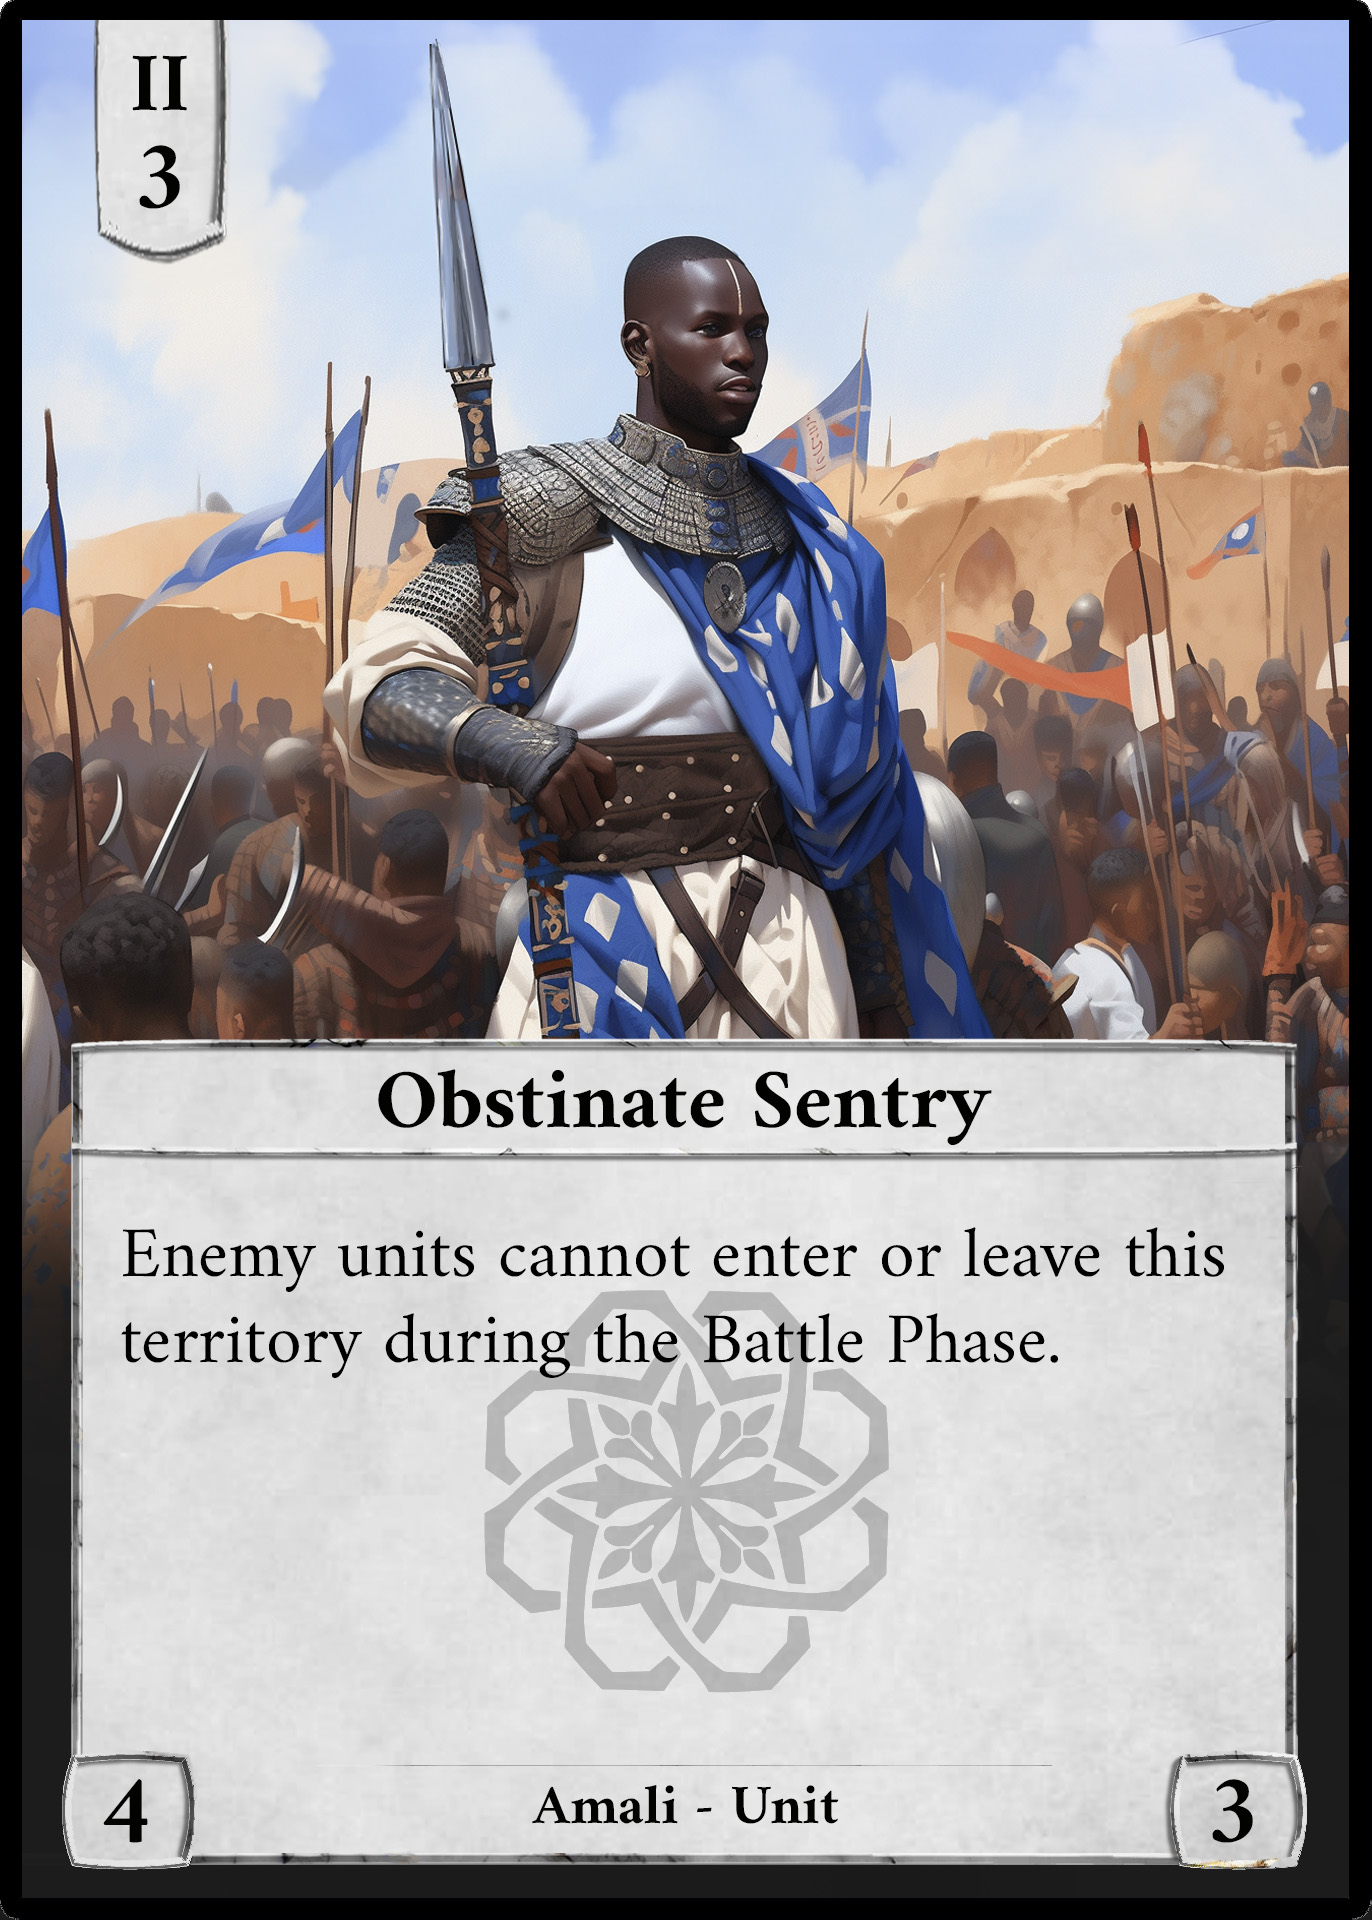 II
3
Obstinate Sentry
Enemy units cannot enter or leave this
territory during the Battle Phase.
4
Amali - Unit
3